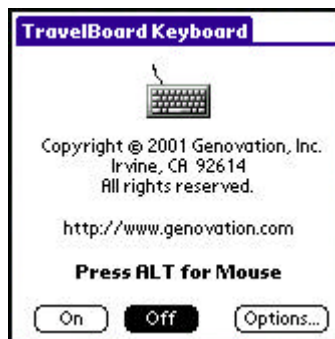 TravelBoard Keyboard
Copyright © 2001 Genovation, Inc.
Irvine, CA 92614
All rights reserved.
http://www.genovation.com
Press ALT for Mouse
On Off Options...